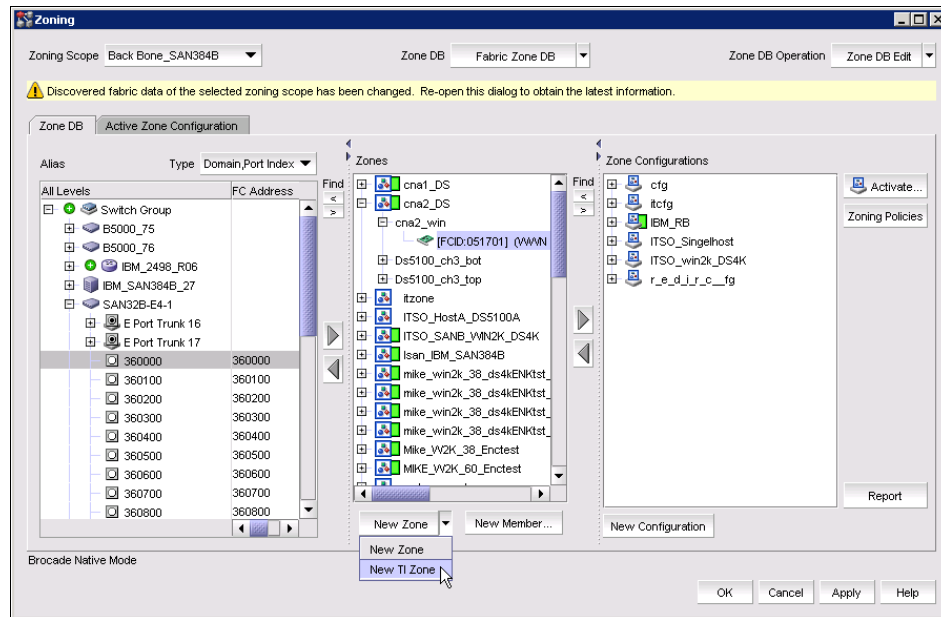 Zoning
Zoning Scope Back Bone_SAN384B Zone DB Fabric Zone DB Zone DB Operation Zone DB Edit
Discovered fabric data of the selected zoning scope has been changed. Re-open this dialog to obtain the latest information.
Zone DB Active Zone Configuration
Alias Type Domain,Port Index
All Levels FC Address
Switch Group
B5000_75
B5000_76
IBM_2498_R06
IBM_SAN384B_27
SAN32B-E4-1
E Port Trunk 16
E Port Trunk 17
360000 360000
360100 360100
360200 360200
360300 360300
360400 360400
360500 360500
360600 360600
360700 360700
360800 360800
Find
<
>
Zones
cna1_DS
cna2_DS
cna2_win
[FCID:051701] (WWN
Ds5100_ch3_bot
Ds5100_ch3_top
itzone
ITSO_HostA_DS5100A
ITSO_SANB_WIN2K_DS4K
lsan_IBM_SAN384B
mike_win2k_38_ds4kENKtst_
mike_win2k_38_ds4kENKtst_
mike_win2k_38_ds4kENKtst_
mike_win2k_38_ds4kENKtst_
Mike_W2K_38_Enctest
MIKE_W2K_60_Enctest
New Zone New Member...
New Zone
New TI Zone
Find
<
>
Zone Configurations
cfg
itcfg
IBM_RB
ITSO_Singelhost
ITSO_win2k_DS4K
r_e_d_i_r_c__fg
New Configuration
Activate...
Zoning Policies
Report
Brocade Native Mode
OK Cancel Apply Help